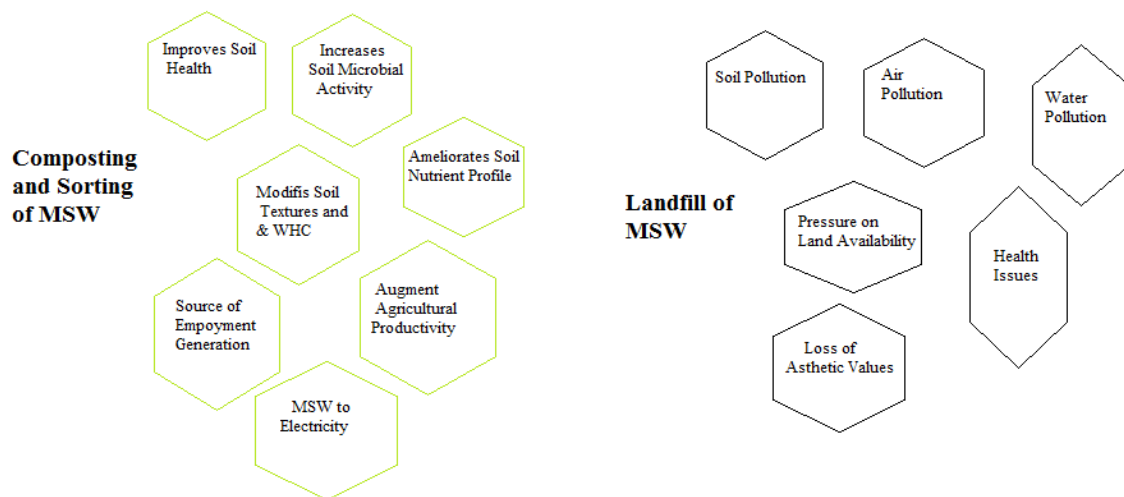 Improves Soil
Health
Increases
Soil Microbial
Activity
Composting
and Sorting
of MSW
Ameliorates Soil
Nutrient Profile
Modifis Soil
Textures and
& WHC
Source of
Empoyment
Generation
Augment
Agricultural
Productivity
MSW to
Electricity
Soil Pollution
Air
Pollution
Water
Pollution
Landfill of
MSW
Pressure on
Land Availability
Health
Issues
Loss of
Asthetic Values